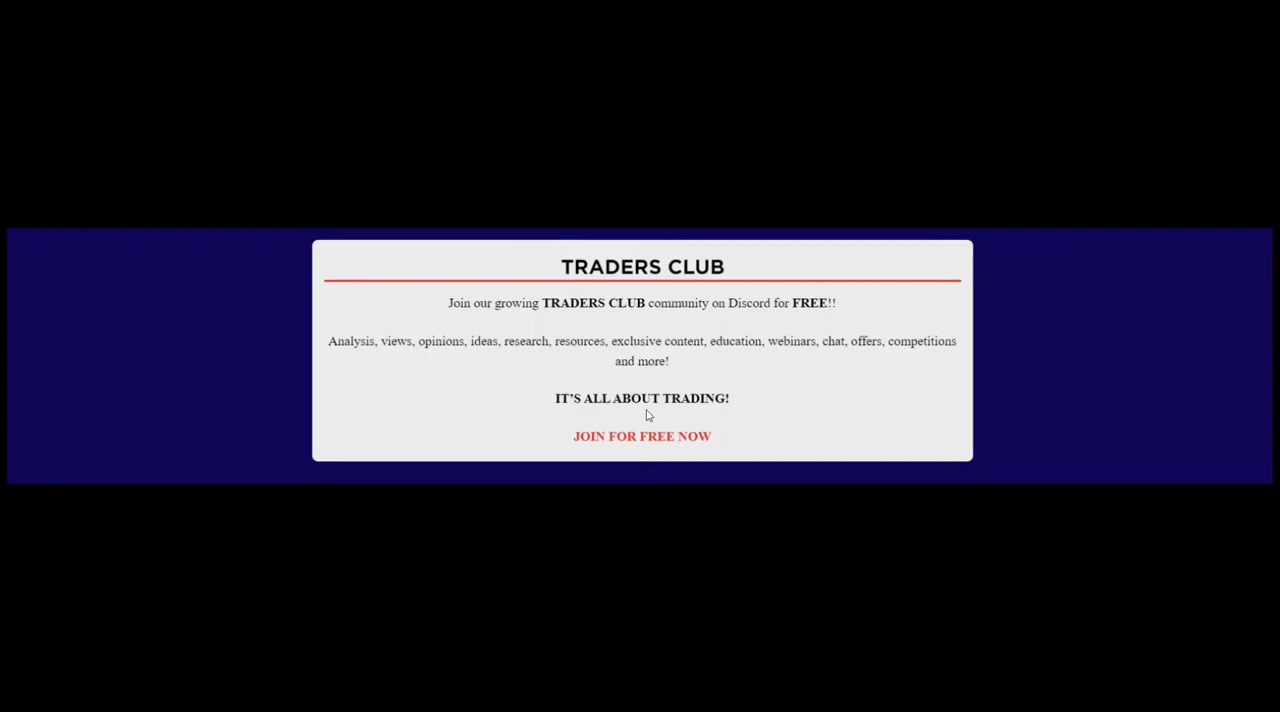 TRADERS CLUB
Join our growing TRADERS CLUB community on Discord for FREE!!
Analysis, views, opinions, ideas, research, resources, exclusive content, education, webinars, chat, offers, competitions
and more!
IT’S ALL ABOUT TRADING!
JOIN FOR FREE NOW